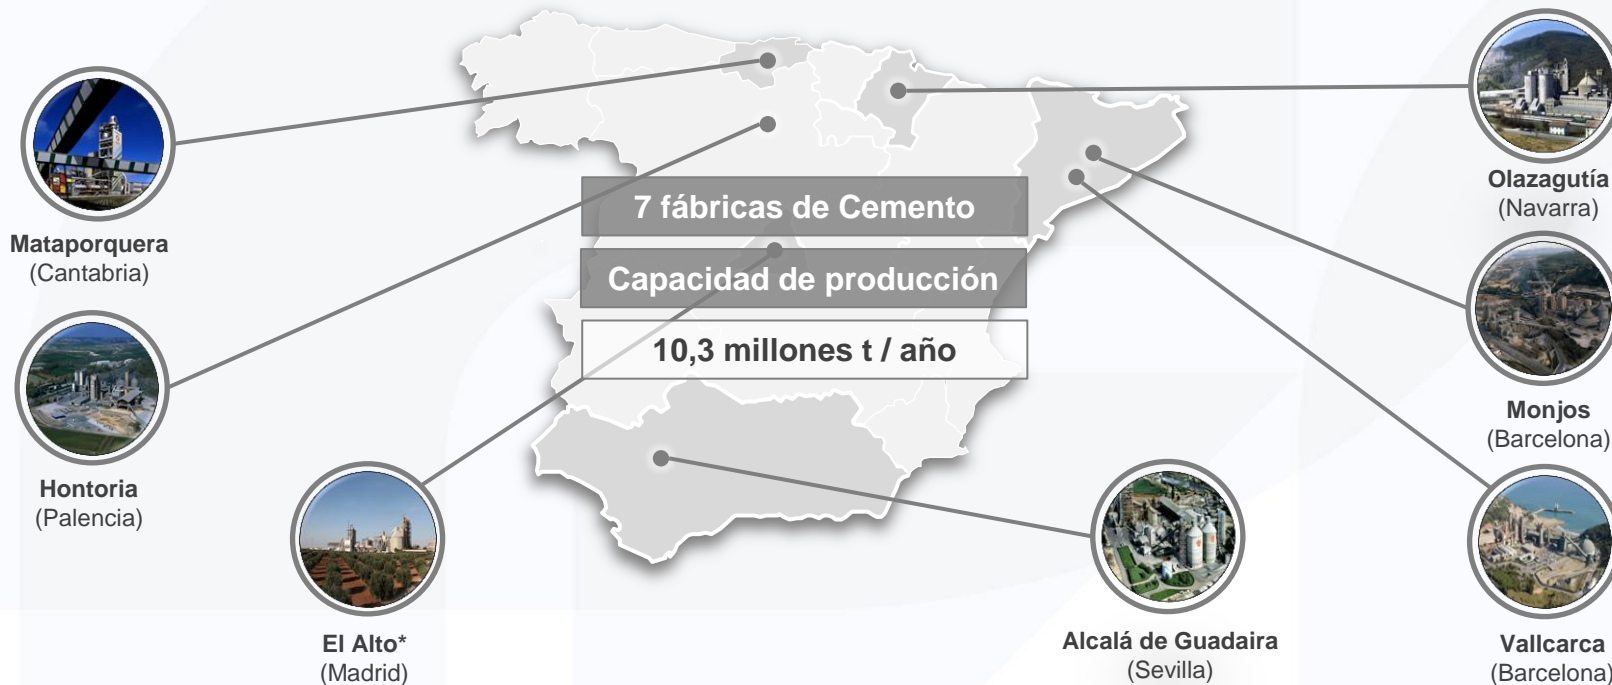 7 fábricas de Cemento
Capacidad de producción
10,3 millones t / año
Mataporquera
(Cantabria)
Hontoria
(Palencia)
El Alto*
(Madrid)
Alcalá de Guadaira
(Sevilla)
Olazagutía
(Navarra)
Monjos
(Barcelona)
Vallcarca
(Barcelona)